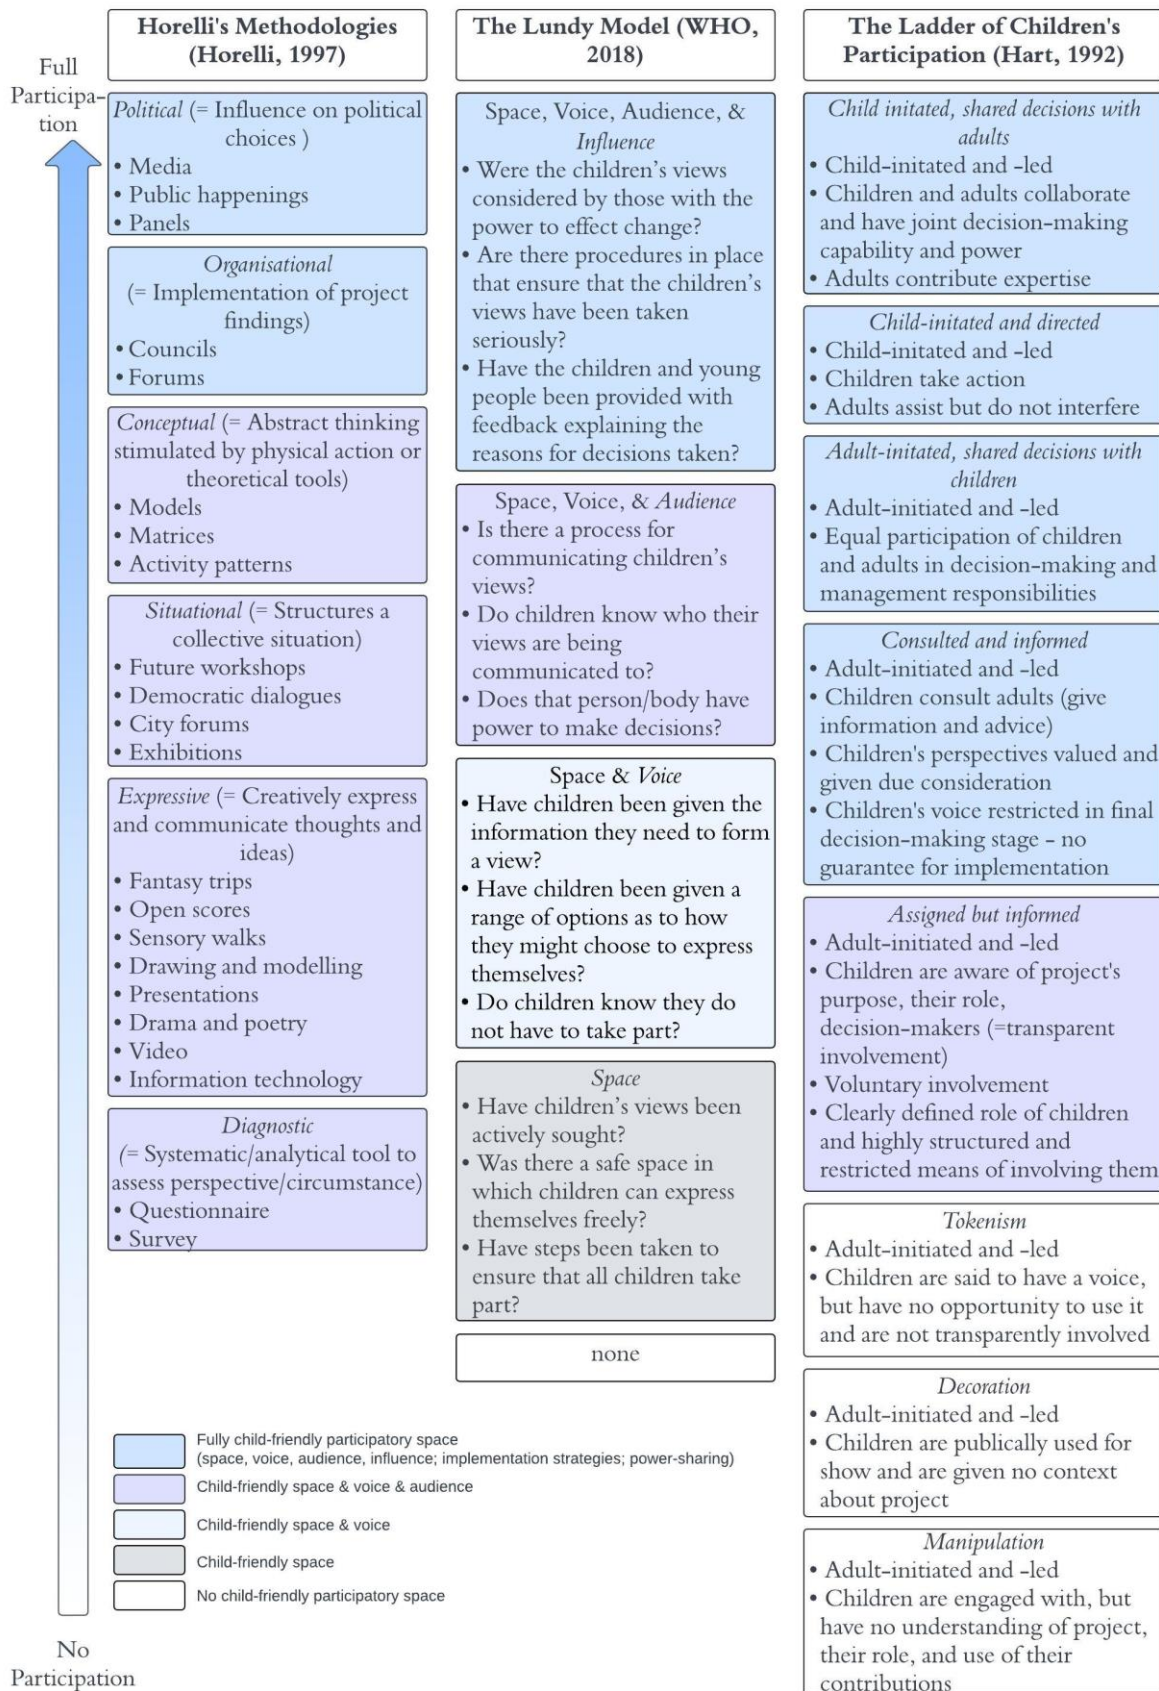 Full
Participa-
tion
No
Participation
Horelli's Methodologies
(Horelli, 1997)
Political (= Influence on political
choices )
• Media
• Public happenings
• Panels
Organisational
(= Implementation of project
findings)
• Councils
• Forums
Conceptual (= Abstract thinking
stimulated by physical action or
theoretical tools)
• Models
• Matrices
• Activity patterns
Situational (= Structures a
collective situation)
• Future workshops
• Democratic dialogues
• City forums
• Exhibitions
Expressive (= Creatively express
and communicate thoughts and
ideas)
• Fantasy trips
• Open scores
• Sensory walks
• Drawing and modelling
• Presentations
• Drama and poetry
• Video
• Information technology
Diagnostic
(= Systematic/analytical tool to
assess perspective/circumstance)
• Questionnaire
• Survey
The Lundy Model (WHO,
2018)
Space, Voice, Audience, &
Influence
• Were the children's views
considered by those with the
power to effect change?
• Are there procedures in place
that ensure that the children's
views have been taken
seriously?
• Have the children and young
people been provided with
feedback explaining the
reasons for decisions taken?
Space, Voice, & Audience
• Is there a process for
communicating children's
views?
• Do children know who their
views are being
communicated to?
• Does that person/body have
power to make decisions?
Space & Voice
• Have children been given the
information they need to form
a view?
• Have children been given a
range of options as to how
they might choose to express
themselves?
• Do children know they do
not have to take part?
Space
• Have children's views been
actively sought?
• Was there a safe space in
which children can express
themselves freely?
• Have steps been taken to
ensure that all children take
part?
none
The Ladder of Children's
Participation (Hart, 1992)
Child initated, shared decisions with
adults
• Child-initated and -led
• Children and adults collaborate
and have joint decision-making
capability and power
• Adults contribute expertise
Child-initated and directed
• Child-initated and -led
• Children take action
• Adults assist but do not interfere
Adult-initated, shared decisions with
children
• Adult-initiated and -led
• Equal participation of children
and adults in decision-making and
management responsibilities
Consulted and informed
• Adult-initiated and -led
• Children consult adults (give
information and advice)
• Children's perspectives valued and
given due consideration
• Children's voice restricted in final
decision-making stage - no
guarantee for implementation
Assigned but informed
• Adult-initiated and -led
• Children are aware of project's
purpose, their role,
decision-makers (=transparent
involvement)
• Voluntary involvement
• Clearly defined role of children
and highly structured and
restricted means of involving them
Tokenism
• Adult-initiated and -led
• Children are said to have a voice,
but have no opportunity to use it
and are not transparently involved
Decoration
• Adult-initiated and -led
• Children are publically used for
show and are given no context
about project
Manipulation
• Adult-initiated and -led
• Children are engaged with, but
have no understanding of project,
their role, and use of their
contributions
Fully child-friendly participatory space
(space, voice, audience, influence; implementation strategies; power-sharing)
Child-friendly space & voice & audience
Child-friendly space & voice
Child-friendly space
No child-friendly participatory space